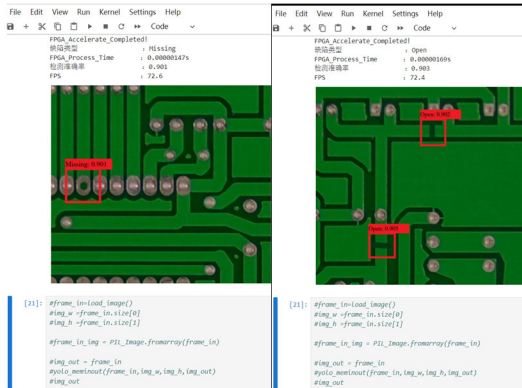 File Edit View Run Kernel Settings Help
Code
FPGA_Accelerate_Completed!
缺陷类型 : Missing
FPGA_Process_Time : 0.00000147s
检测准确率 : 0.901
FPS : 72.6
Missing: 0.901
[21]: #frame_in=load_image()
#img_w =frame_in.size[0]
#img_h =frame_in.size[1]
#frame_in_img = PIL_Image.fromarray(frame_in)
#img_out = frame_in
#yolo_meminout(frame_in,img_w,img_h,img_out)
#img_out
File Edit View Run Kernel Settings Help
Code
FPGA_Accelerate_Completed!
缺陷类型 : Open
FPGA_Process_Time : 0.00000169s
检测准确率 : 0.903
FPS : 72.4
Open: 0.902
Open: 0.903
[21]: #frame_in=load_image()
#img_w =frame_in.size[0]
#img_h =frame_in.size[1]
#frame_in_img = PIL_Image.fromarray(frame_in)
#img_out = frame_in
#yolo_meminout(frame_in,img_w,img_h,img_out)
#img_out